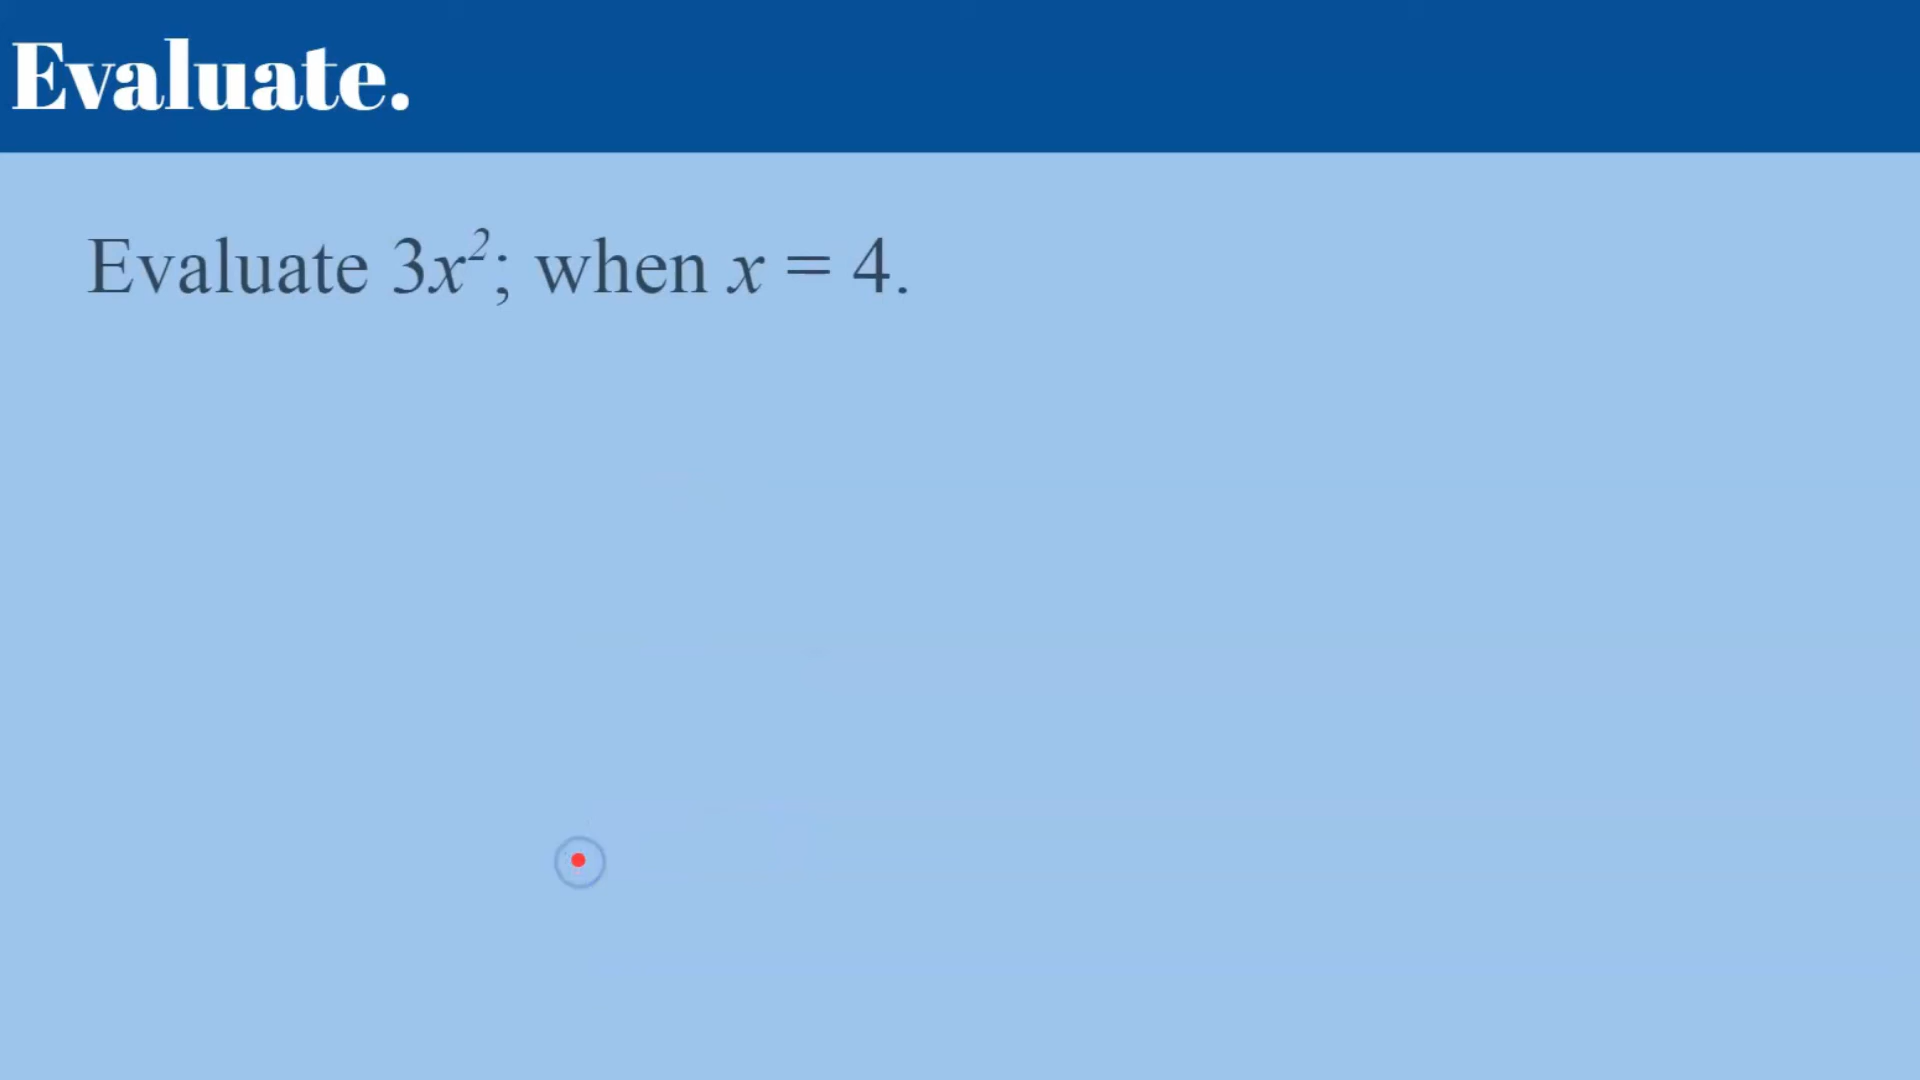 Evaluate.
Evaluate 3x²; when x = 4.